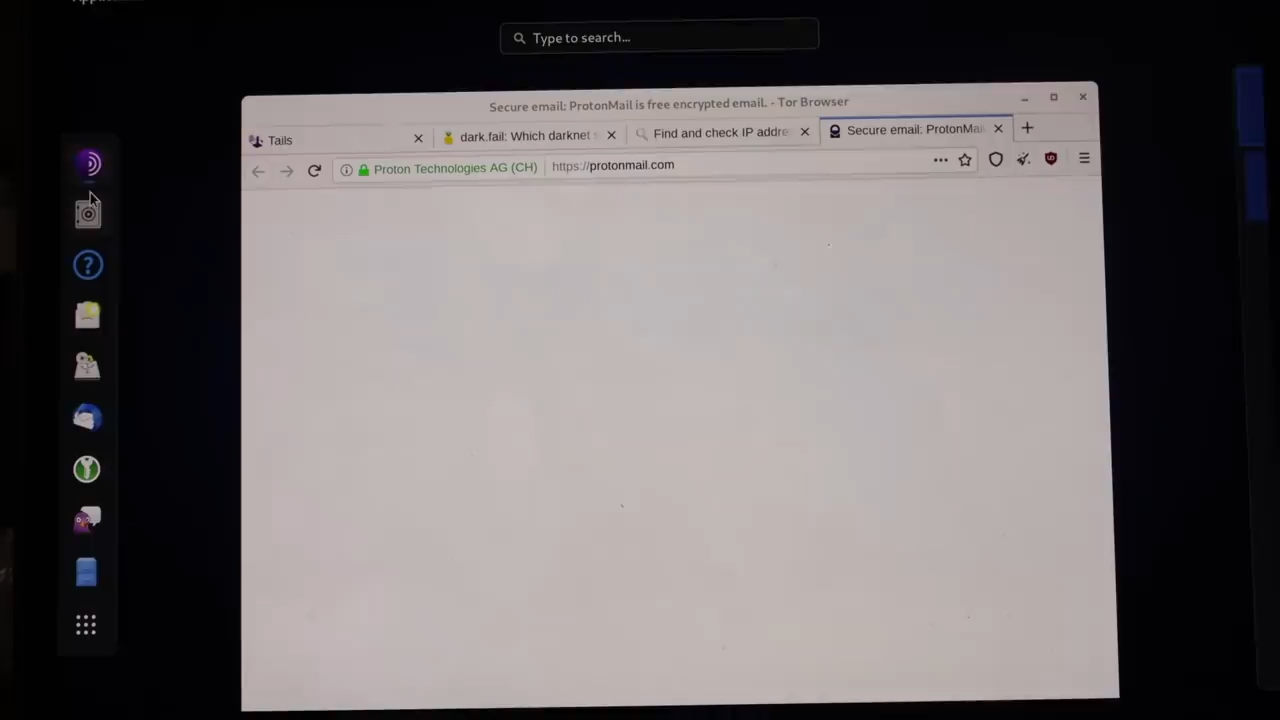 Type to search...
Secure email: ProtonMail is free encrypted email. - Tor Browser
Tails
dark.fail: Which darknet
Find and check IP addre
Secure email: ProtonMai
Proton Technologies AG (CH)
https://protonmail.com